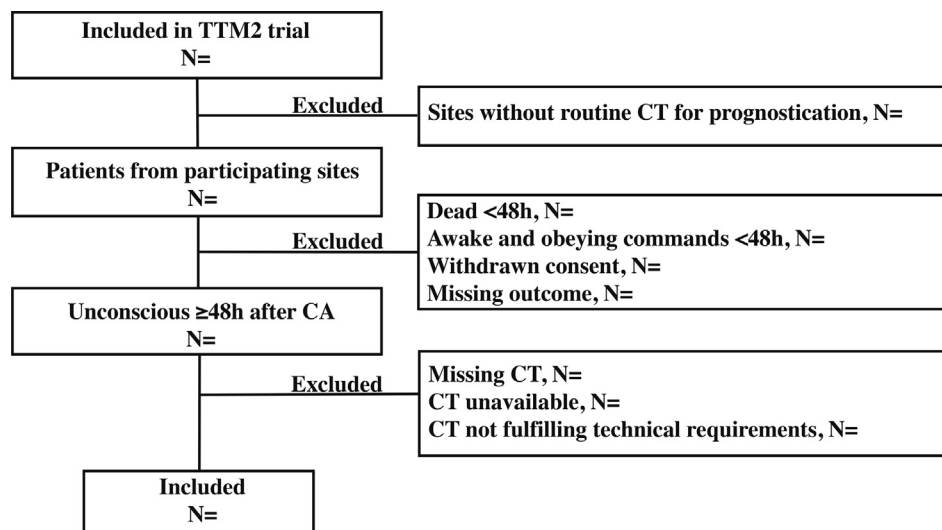 Included in TTM2 trial
N=
Excluded
Sites without routine CT for prognostication, N=
Patients from participating sites
N=
Excluded
Dead <48h, N=
Awake and obeying commands <48h, N=
Withdrawn consent, N=
Missing outcome, N=
Unconscious ≥48h after CA
N=
Excluded
Missing CT, N=
CT unavailable, N=
CT not fulfilling technical requirements, N=
Included
N=